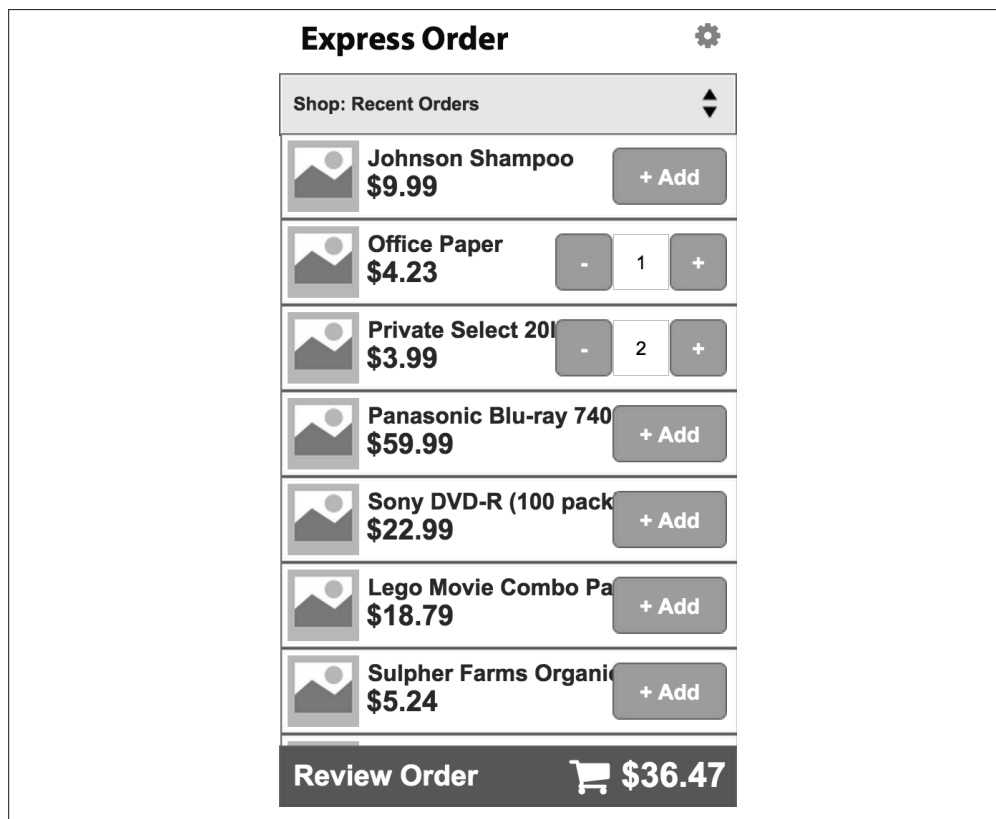 Express Order
Shop: Recent Orders
Johnson Shampoo
$9.99
+ Add
Office Paper
$4.23
- 1 +
Private Select 20
$3.99
- 2 +
Panasonic Blu-ray 740
$59.99
+ Add
Sony DVD-R (100 pack
$22.99
+ Add
Lego Movie Combo Pa
$18.79
+ Add
Sulpher Farms Organi
$5.24
+ Add
Review Order $36.47